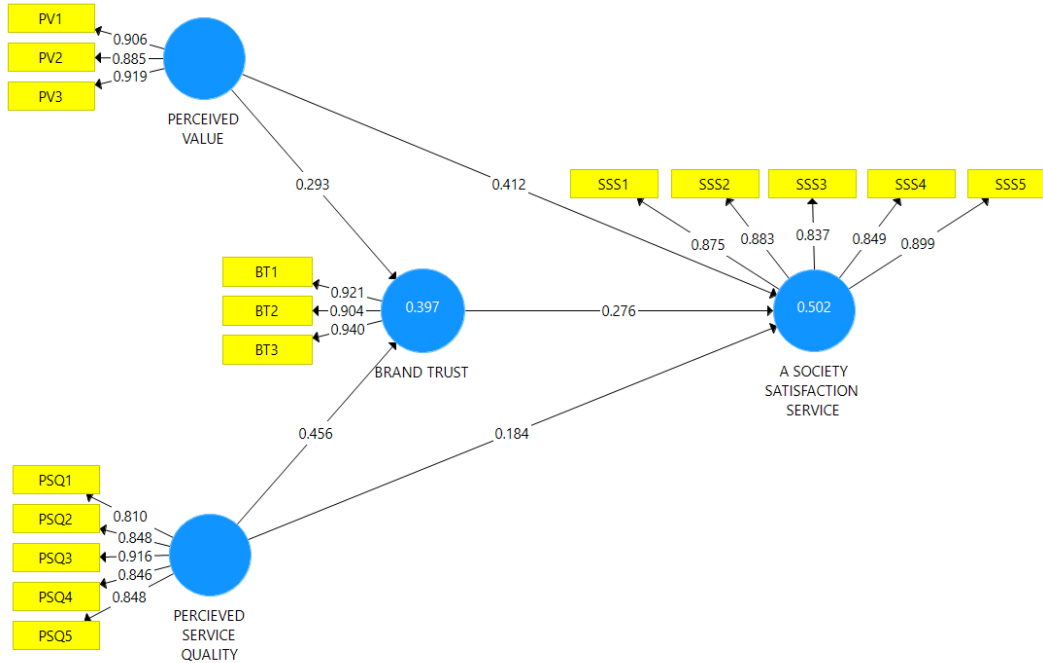 PV1
0.906
PV2
0.885
PV3
0.919
PERCEIVED
VALUE
0.293
0.412
SSS1
SSS2
SSS3
SSS4
SSS5
0.875
0.883
0.837
0.849
0.899
BT1
0.921
BT2
0.904
BT3
0.940
0.397
BRAND TRUST
0.276
0.502
A SOCIETY
SATISFACTION
SERVICE
0.456
0.184
PSQ1
0.810
PSQ2
0.848
PSQ3
0.916
PSQ4
0.846
PSQ5
0.848
PERCIEVED
SERVICE
QUALITY